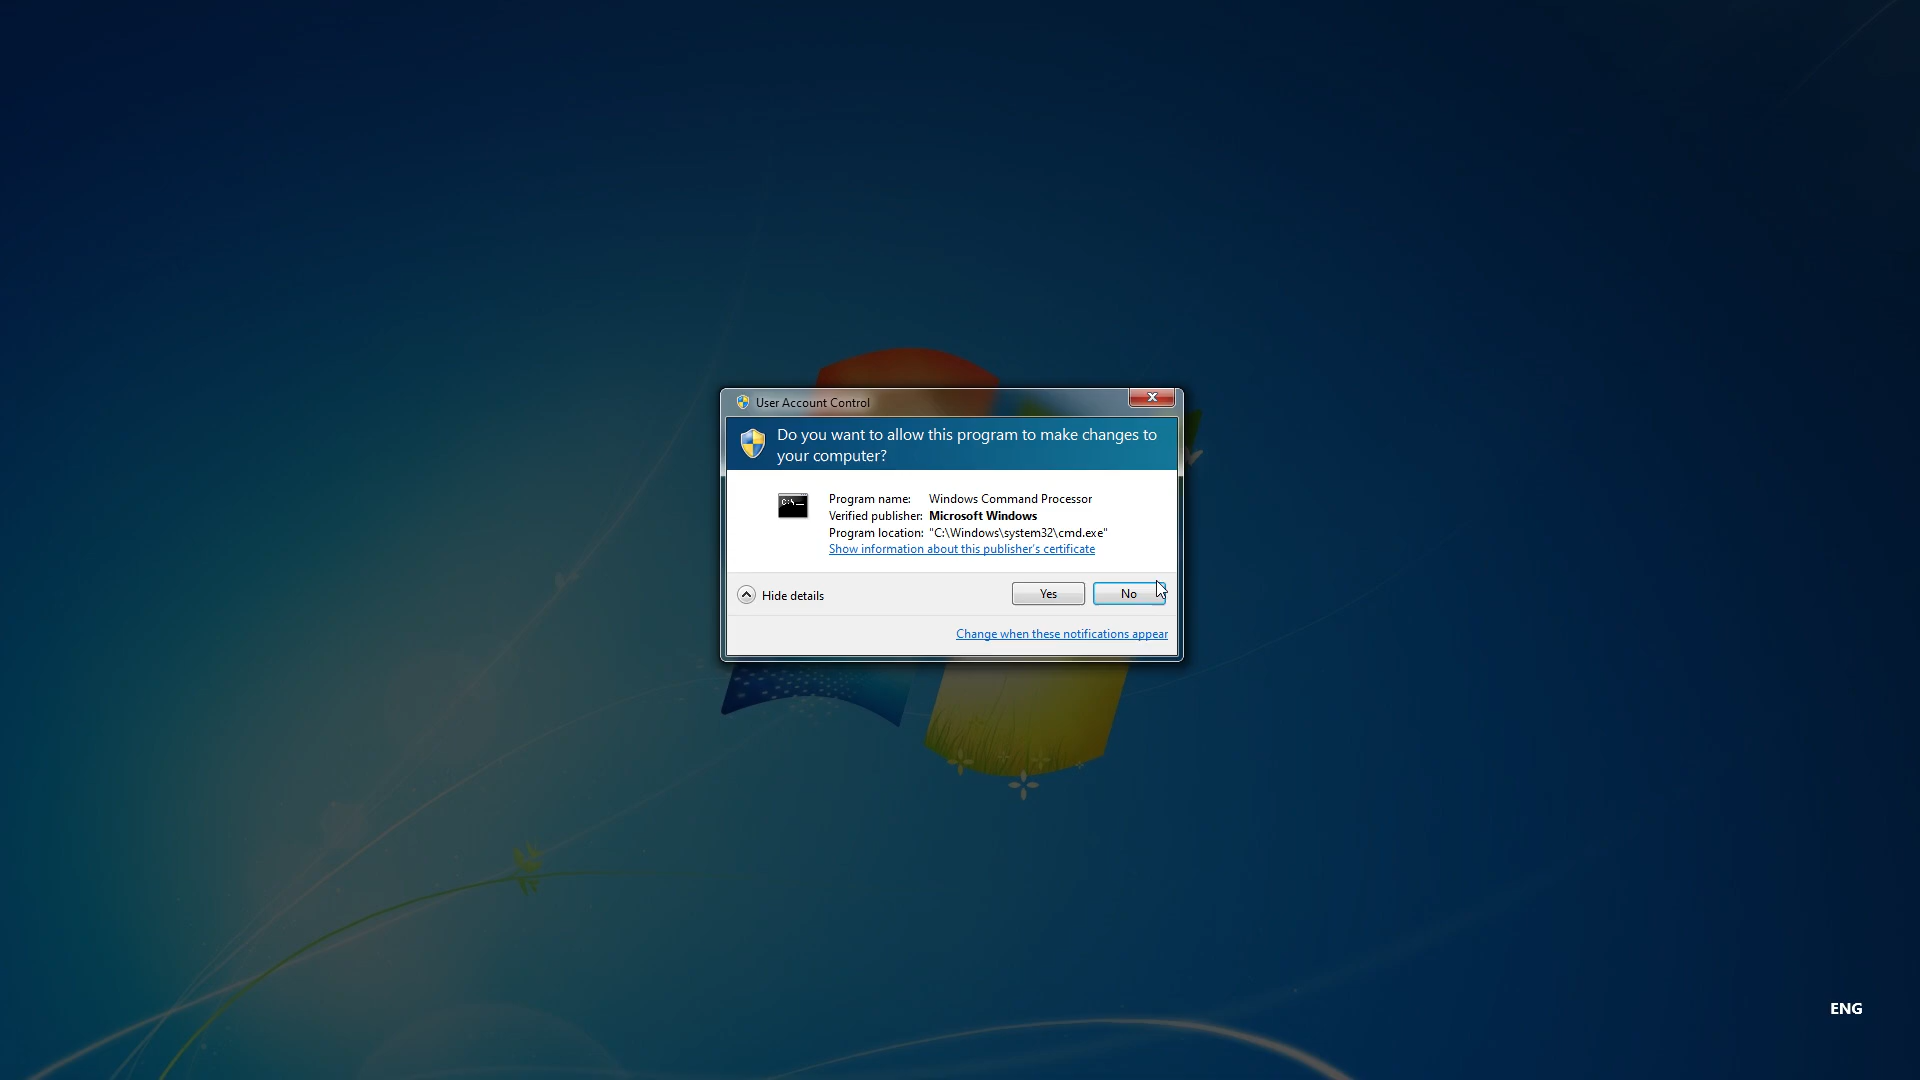 User Account Control
Do you want to allow this program to make changes to
your computer?
C:\_
Program name: Windows Command Processor
Verified publisher: Microsoft Windows
Program location: "C:\Windows\system32\cmd.exe"
Show information about this publisher's certificate
Hide details
Yes
No
Change when these notifications appear
ENG